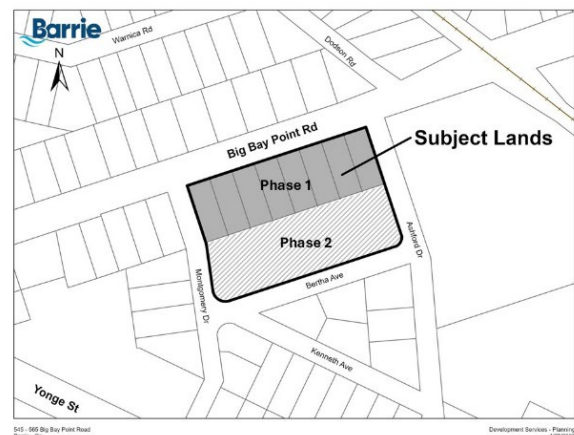 Barrie
Warnica Rd
N
Dodson Rd
Big Bay Point Rd
Subject Lands
Phase 1
Phase 2
Ashford Dr
Montgomery Dr
Bertha Ave
Kenneth Ave
Yonge St
545 - 565 Big Bay Point Road
Development Services - Planning